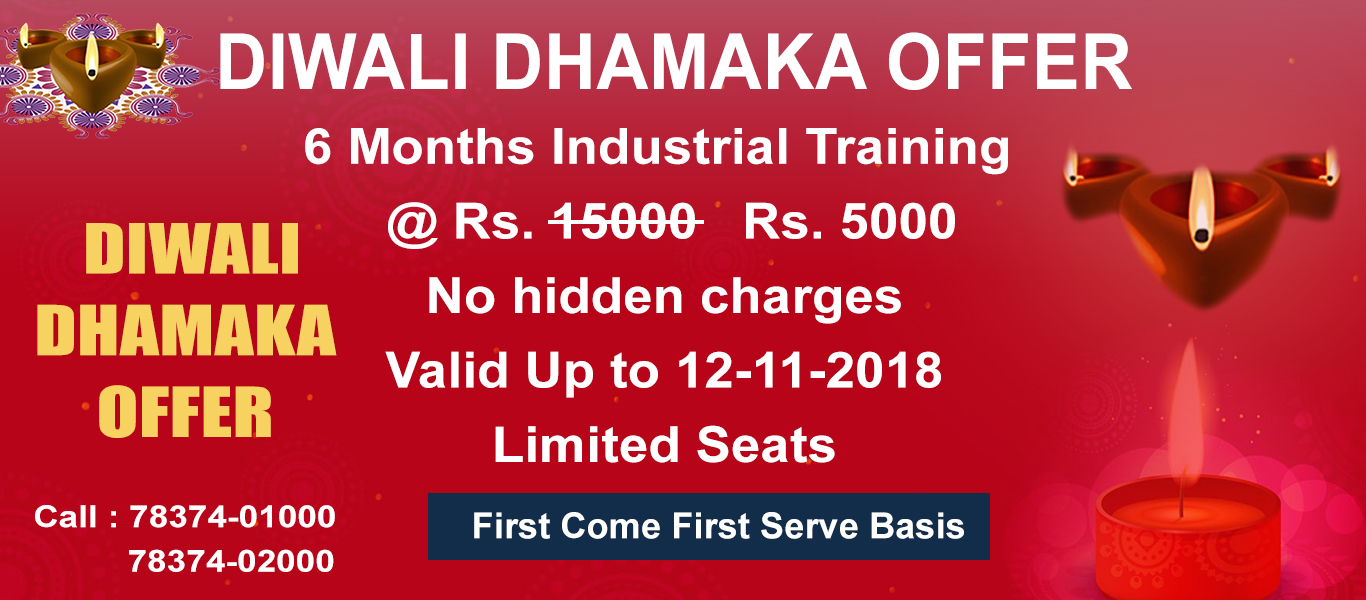 DIWALI DHAMAKA OFFER
6 Months Industrial Training
@ Rs. 15000 Rs. 5000
No hidden charges
Valid Up to 12-11-2018
Limited Seats
First Come First Serve Basis
DIWALI
DHAMAKA
OFFER
Call : 78374-01000
78374-02000